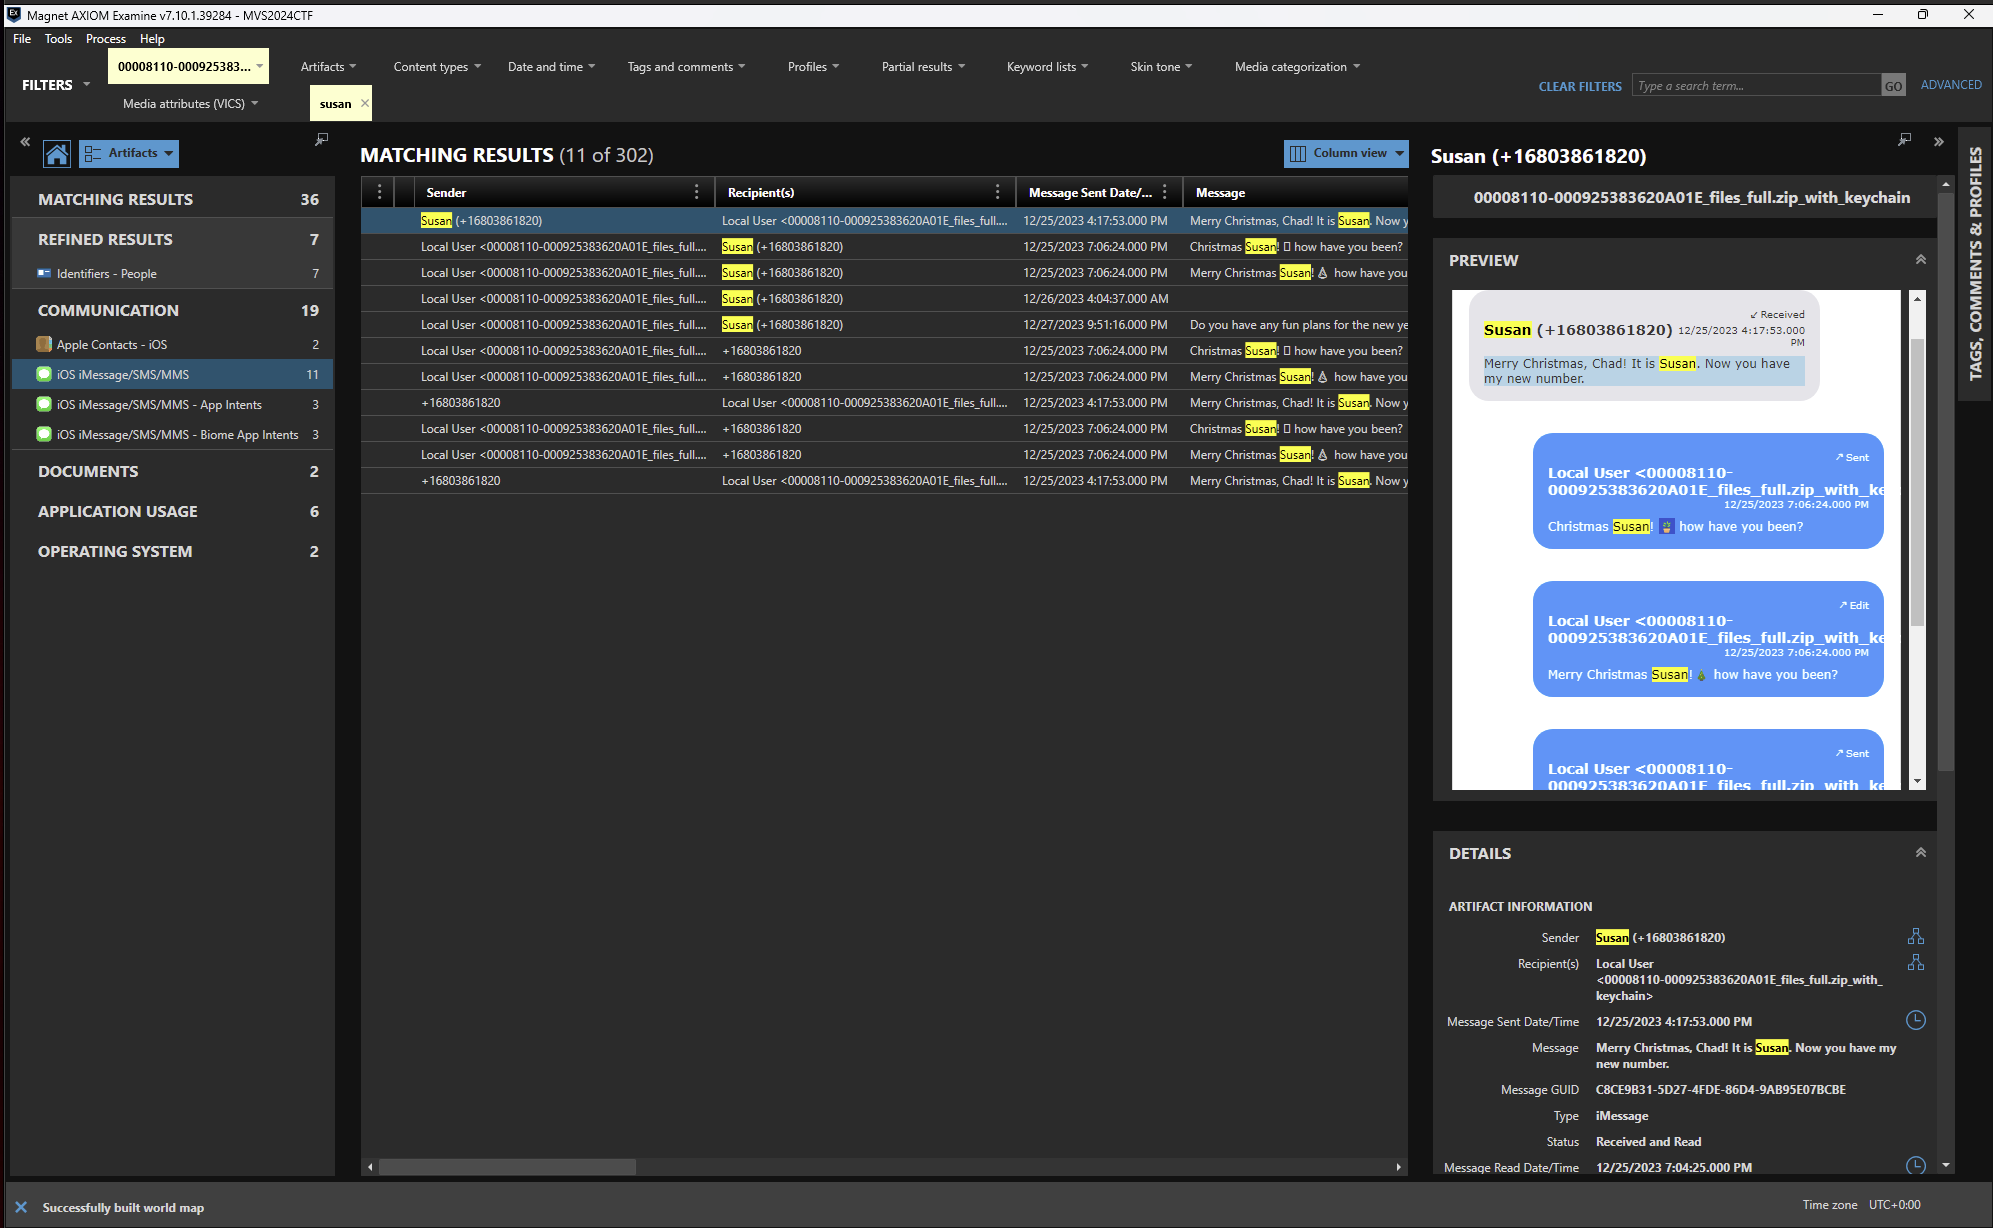 Magnet AXIOM Examine v7.10.1.39284 - MVS2024CTF
File Tools Process Help
FILTERS
00008110-000925383...
Artifacts
Content types
Date and time
Tags and comments
Profiles
Partial results
Keyword lists
Skin tone
Media categorization
Media attributes (VICS)
susan
CLEAR FILTERS
Type a search term...
GO
ADVANCED
Artifacts
MATCHING RESULTS 36
REFINED RESULTS 7
Identifiers - People 7
COMMUNICATION 19
Apple Contacts - iOS 2
iOS iMessage/SMS/MMS 11
iOS iMessage/SMS/MMS - App Intents 3
iOS iMessage/SMS/MMS - Biome App Intents 3
DOCUMENTS 2
APPLICATION USAGE 6
OPERATING SYSTEM 2
MATCHING RESULTS (11 of 302)
Column view
Sender Recipient(s) Message Sent Date/... Message
Susan (+16803861820) Local User <00008110-000925383620A01E_files_full.... 12/25/2023 4:17:53.000 PM Merry Christmas, Chad! It is Susan. Now y
Local User <00008110-000925383620A01E_files_full.... Susan (+16803861820) 12/25/2023 7:06:24.000 PM Christmas Susan! how have you been?
Local User <00008110-000925383620A01E_files_full.... Susan (+16803861820) 12/25/2023 7:06:24.000 PM Merry Christmas Susan! 🎄 how have you
Local User <00008110-000925383620A01E_files_full.... Susan (+16803861820) 12/26/2023 4:04:37.000 AM
Local User <00008110-000925383620A01E_files_full.... Susan (+16803861820) 12/27/2023 9:51:16.000 PM Do you have any fun plans for the new ye
Local User <00008110-000925383620A01E_files_full.... +16803861820 12/25/2023 7:06:24.000 PM Christmas Susan! how have you been?
Local User <00008110-000925383620A01E_files_full.... +16803861820 12/25/2023 7:06:24.000 PM Merry Christmas Susan! 🎄 how have you
+16803861820 Local User <00008110-000925383620A01E_files_full.... 12/25/2023 4:17:53.000 PM Merry Christmas, Chad! It is Susan. Now y
Local User <00008110-000925383620A01E_files_full.... +16803861820 12/25/2023 7:06:24.000 PM Christmas Susan! how have you been?
Local User <00008110-000925383620A01E_files_full.... +16803861820 12/25/2023 7:06:24.000 PM Merry Christmas Susan! 🎄 how have you
+16803861820 Local User <00008110-000925383620A01E_files_full.... 12/25/2023 4:17:53.000 PM Merry Christmas, Chad! It is Susan. Now y
Susan (+16803861820)
00008110-000925383620A01E_files_full.zip_with_keychain
PREVIEW
Received
Susan (+16803861820) 12/25/2023 4:17:53.000
PM
Merry Christmas, Chad! It is Susan. Now you have
my new number.
Sent
Local User <00008110-
000925383620A01E_files_full.zip_with_ke
12/25/2023 7:06:24.000 PM
Christmas Susan! how have you been?
Edit
Local User <00008110-
000925383620A01E_files_full.zip_with_ke
12/25/2023 7:06:24.000 PM
Merry Christmas Susan! 🎄 how have you been?
Sent
Local User <00008110-
000925383620A01E_files_full.zip_with_ke
DETAILS
ARTIFACT INFORMATION
Sender Susan (+16803861820)
Recipient(s) Local User
<00008110-000925383620A01E_files_full.zip_with_
keychain>
Message Sent Date/Time 12/25/2023 4:17:53.000 PM
Message Merry Christmas, Chad! It is Susan. Now you have my
new number.
Message GUID C8CE9B31-5D27-4FDE-86D4-9AB95E07BCBE
Type iMessage
Status Received and Read
Message Read Date/Time 12/25/2023 7:04:25.000 PM
TAGS, COMMENTS & PROFILES
Successfully built world map
Time zone UTC+0:00